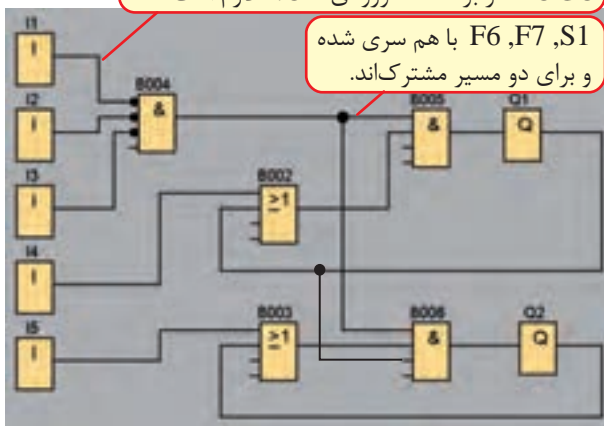 F6 ,F7 ,S1 با هم سری شده
و برای دو مسیر مشترک‌اند.
I1
I
I2
I
I3
I
I4
I
I5
I
B004
&
B002
≥1
B003
≥1
B005
&
B006
&
Q1
Q
Q2
Q